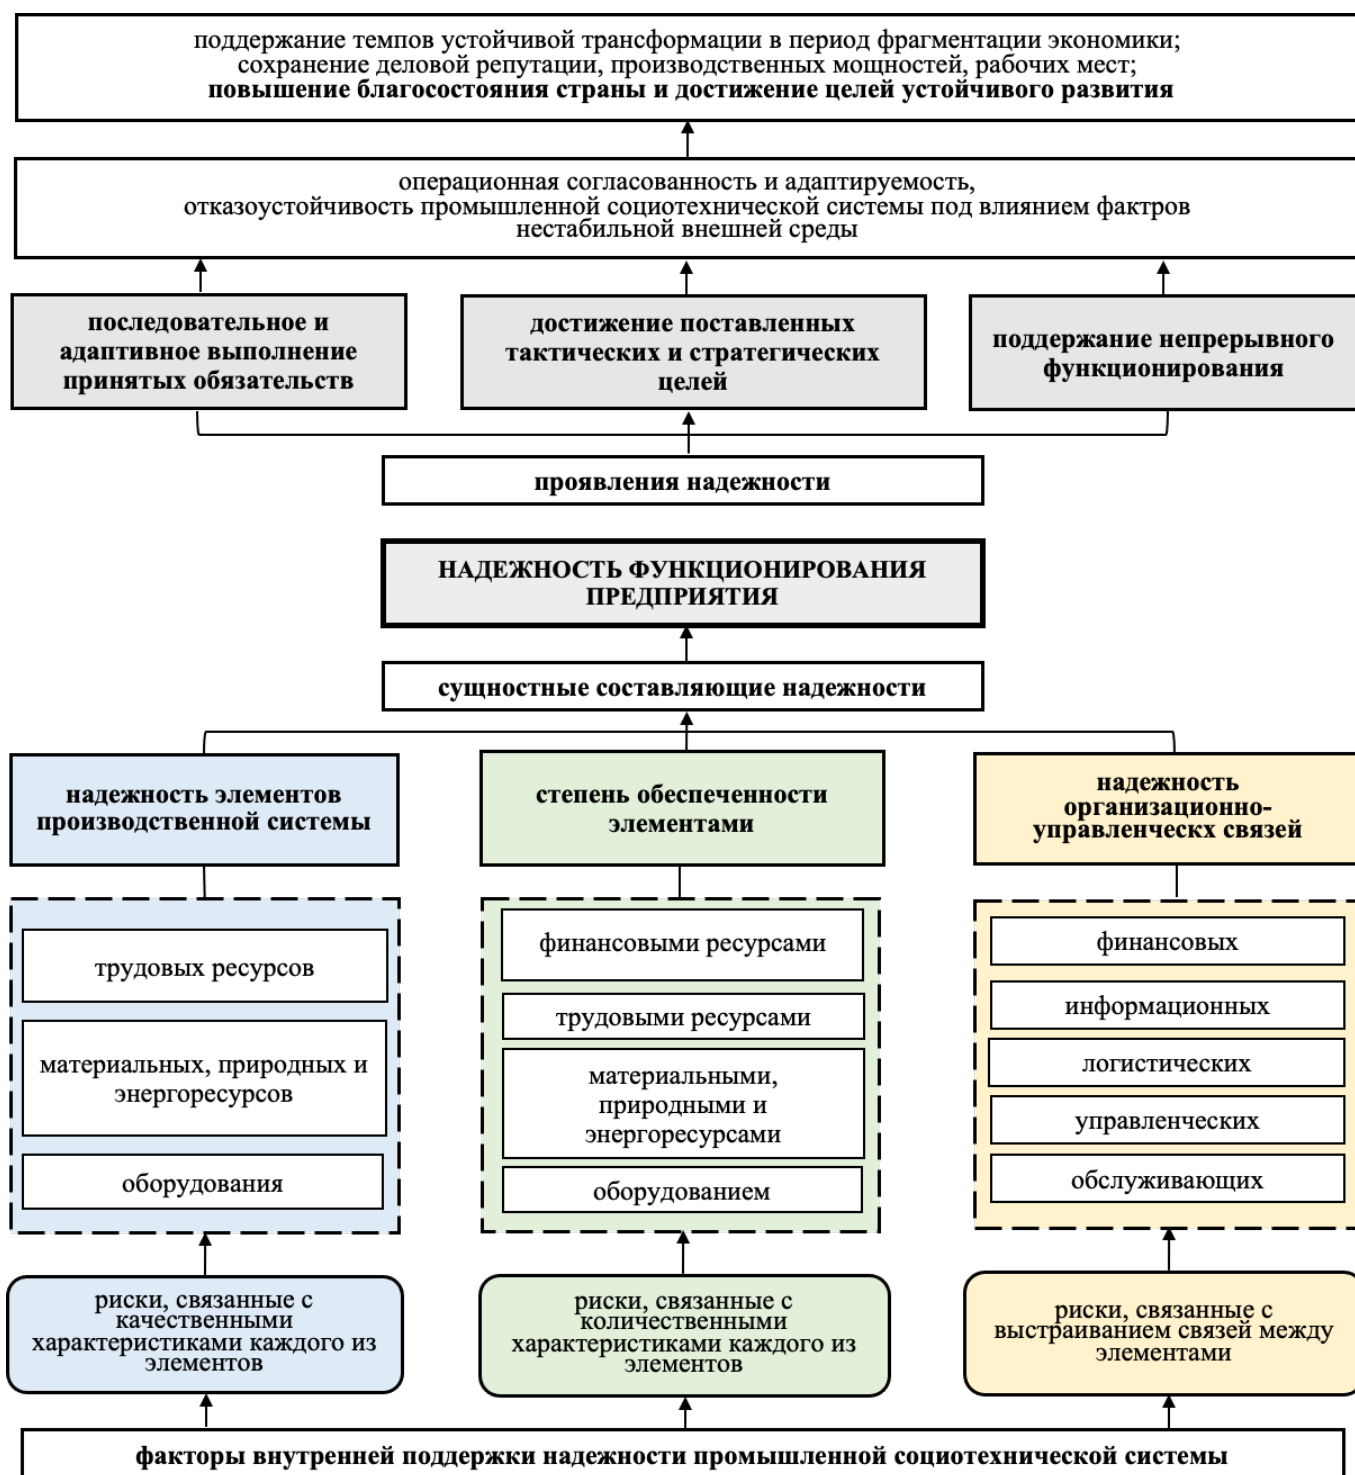 поддержание темпов устойчивой трансформации в период фрагментации экономики;
сохранение деловой репутации, производственных мощностей, рабочих мест;
повышение благосостояния страны и достижение целей устойчивого развития
операционная согласованность и адаптируемость,
отказоустойчивость промышленной социотехнической системы под влиянием фактров
нестабильной внешней среды
последовательное и
адаптивное выполнение
принятых обязательств
достижение поставленных
тактических и стратегических
целей
поддержание непрерывного
функционирования
проявления надежности
НАДЕЖНОСТЬ ФУНКЦИОНИРОВАНИЯ
ПРЕДПРИЯТИЯ
сущностные составляющие надежности
надежность элементов
производственной системы
степень обеспеченности
элементами
надежность
организационно-
управленческх связей
трудовых ресурсов
материальных, природных и
энергоресурсов
оборудования
финансовыми ресурсами
трудовыми ресурсами
материальными,
природными и
энергоресурсами
оборудованием
финансовых
информационных
логистических
управленческих
обслуживающих
риски, связанные с
качественными
характеристиками каждого из
элементов
риски, связанные с
количественными
характеристиками каждого из
элементов
риски, связанные с
выстраиванием связей между
элементами
факторы внутренней поддержки надежности промышленной социотехнической системы